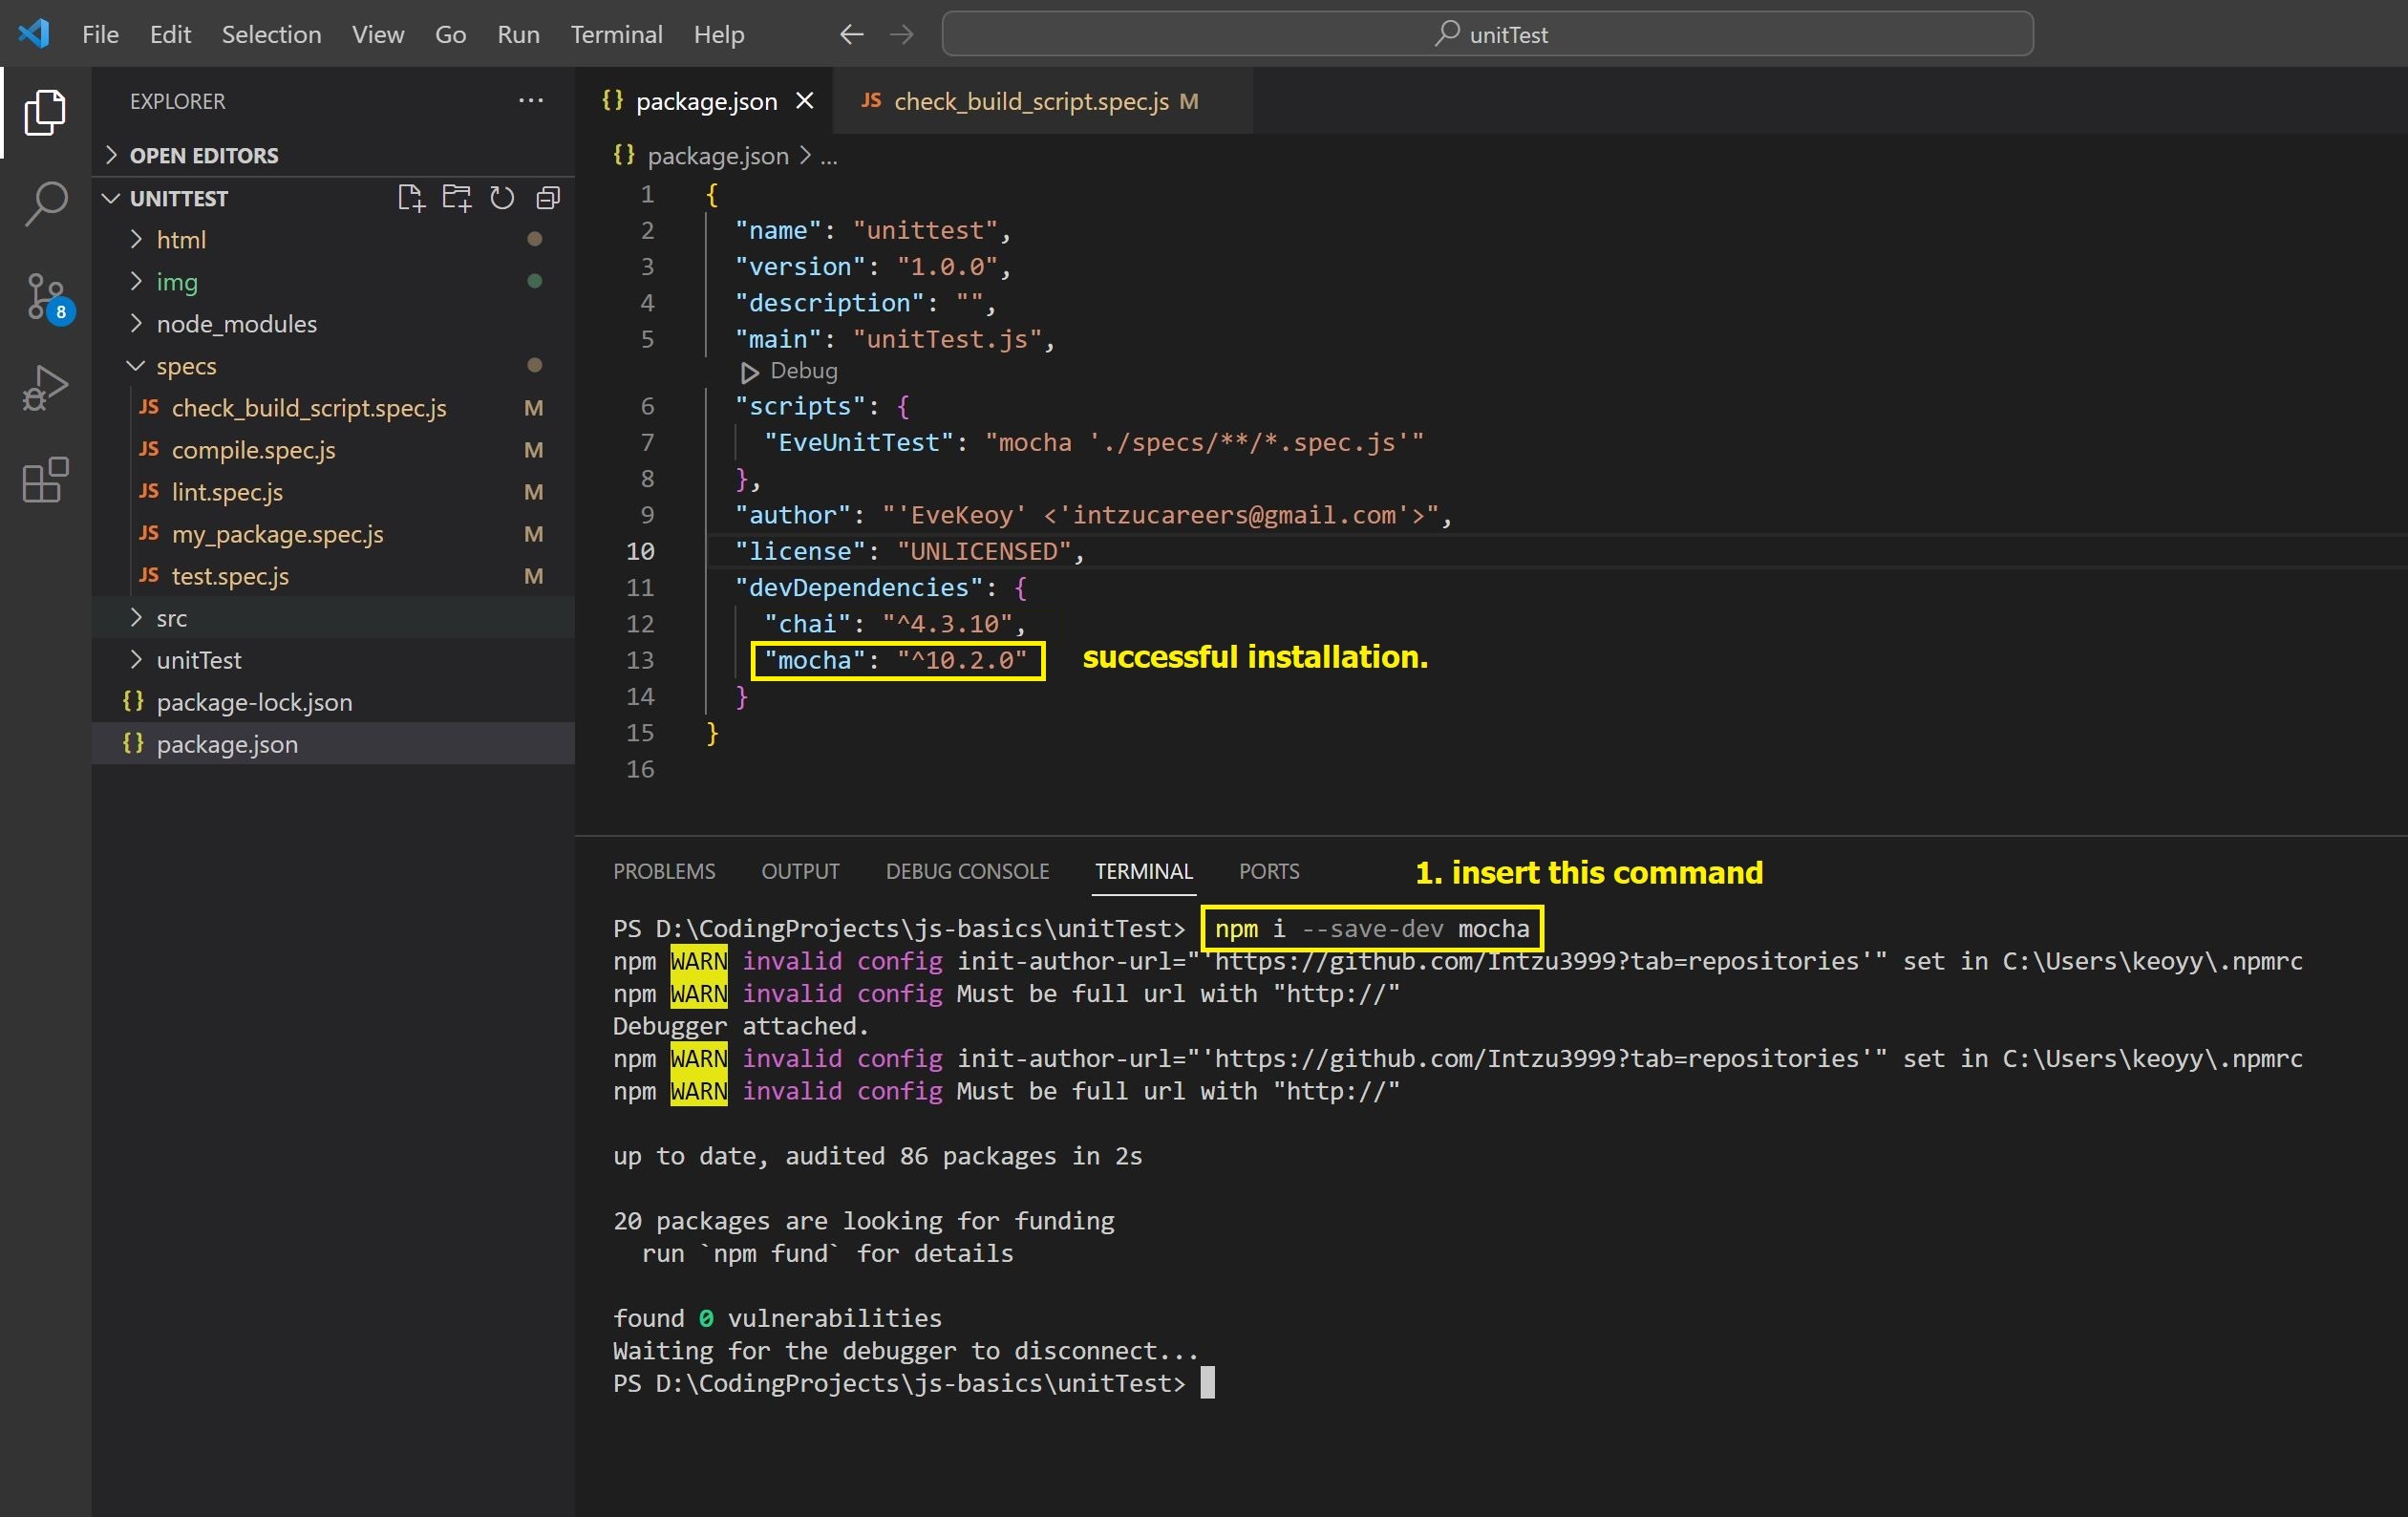 File Edit Selection View Go Run Terminal Help unitTest
EXPLORER ...
OPEN EDITORS
UNITTEST
html
img
node_modules
specs
JS check_build_script.spec.js M
JS compile.spec.js M
JS lint.spec.js M
JS my_package.spec.js M
JS test.spec.js M
src
unitTest
{} package-lock.json
{} package.json
8
{} package.json JS check_build_script.spec.js M
{} package.json > ...
1 {
2 "name": "unittest",
3 "version": "1.0.0",
4 "description": "",
5 "main": "unitTest.js",
Debug
6 "scripts": {
7 "EveUnitTest": "mocha './specs/**/*.spec.js'"
8 },
9 "author": "'EveKeoy' <'intzucareers@gmail.com'>",
10 "license": "UNLICENSED",
11 "devDependencies": {
12 "chai": "^4.3.10",
13 "mocha": "^10.2.0" successful installation.
14 }
15 }
16
PROBLEMS OUTPUT DEBUG CONSOLE TERMINAL PORTS 1. insert this command
PS D:\CodingProjects\js-basics\unitTest> npm i --save-dev mocha
npm WARN invalid config init-author-url="'https://github.com/Intzu3999?tab=repositories'" set in C:\Users\keoyy\.npmrc
npm WARN invalid config Must be full url with "http://"
Debugger attached.
npm WARN invalid config init-author-url="'https://github.com/Intzu3999?tab=repositories'" set in C:\Users\keoyy\.npmrc
npm WARN invalid config Must be full url with "http://"
up to date, audited 86 packages in 2s
20 packages are looking for funding
run `npm fund` for details
found 0 vulnerabilities
Waiting for the debugger to disconnect...
PS D:\CodingProjects\js-basics\unitTest>